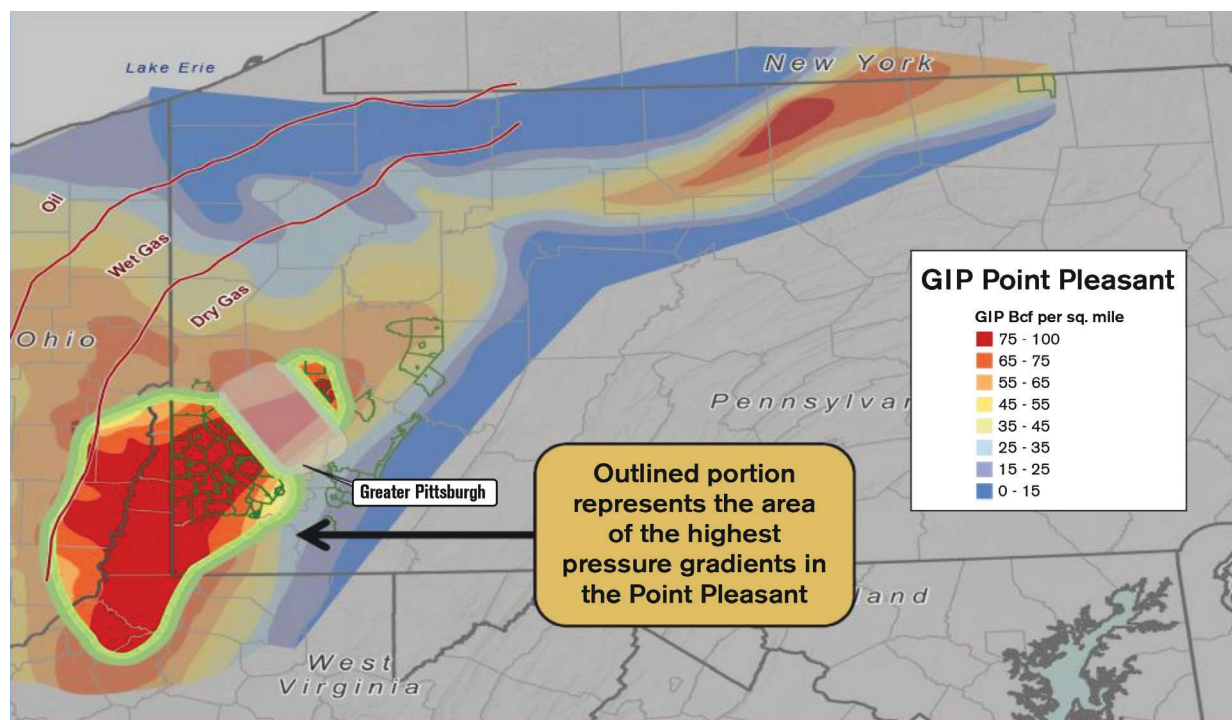 Lake Erie
New York
Oil
Wet Gas
Dry Gas
Ohio
GIP Point Pleasant
GIP Bcf per sq. mile
75 - 100
65 - 75
55 - 65
45 - 55
35 - 45
25 - 35
15 - 25
0 - 15
Pennsylvan
Greater Pittsburgh
Outlined portion
represents the area
of the highest
pressure gradients in
the Point Pleasant
land
West
Virginia